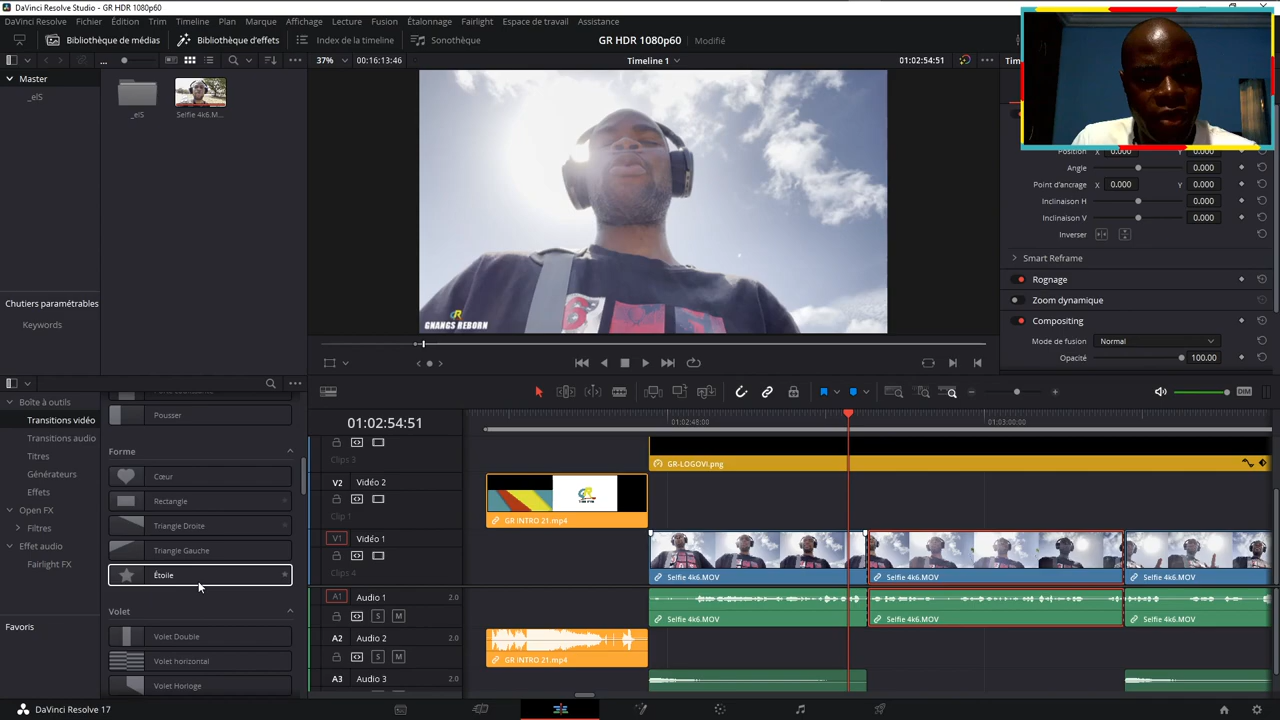 DaVinci Resolve Studio - GR HDR 1080p60
DaVinci Resolve Fichier Édition Trim Timeline Plan Marque Affichage Lecture Fusion Étalonnage Fairlight Espace de travail Assistance
Bibliothèque de médias Bibliothèque d'effets Index de la timeline Sonothèque GR HDR 1080p60 Modifié
... 37% 00:16:13:46 Timeline 1 01:02:54:51
Master
_elS
_elS Selfie 4k6.M...
Position X 0.000 Y 0.000
Angle 0.000
Point d'ancrage X 0.000 Y 0.000
Inclinaison H 0.000
Inclinaison V 0.000
Inverser
Smart Reframe
Rognage
Zoom dynamique
Compositing
Mode de fusion Normal
Opacité 100.00
GR
GNANGS REBORN
Chutiers paramétrables
Keywords
Boîte à outils
Transitions vidéo
Transitions audio
Titres
Générateurs
Effets
Open FX
Filtres
Effet audio
Fairlight FX
Favoris
Pousser
Forme
Cœur
Rectangle
Triangle Droite
Triangle Gauche
Étoile
Volet
Volet Double
Volet horizontal
Volet Horloge
DIM
01:02:54:51
01:02:48:00 01:03:00:00
Clips 3
GR-LOGOVI.png
V2 Vidéo 2
Clip 1
GR INTRO 21.mp4
V1 Vidéo 1
Clips 4
Selfie 4k6.MOV Selfie 4k6.MOV Selfie 4k6.MOV
A1 Audio 1 2.0
S M
Selfie 4k6.MOV Selfie 4k6.MOV Selfie 4k6.MOV
A2 Audio 2 2.0
S M
GR INTRO 21.mp4
A3 Audio 3 2.0
DaVinci Resolve 17